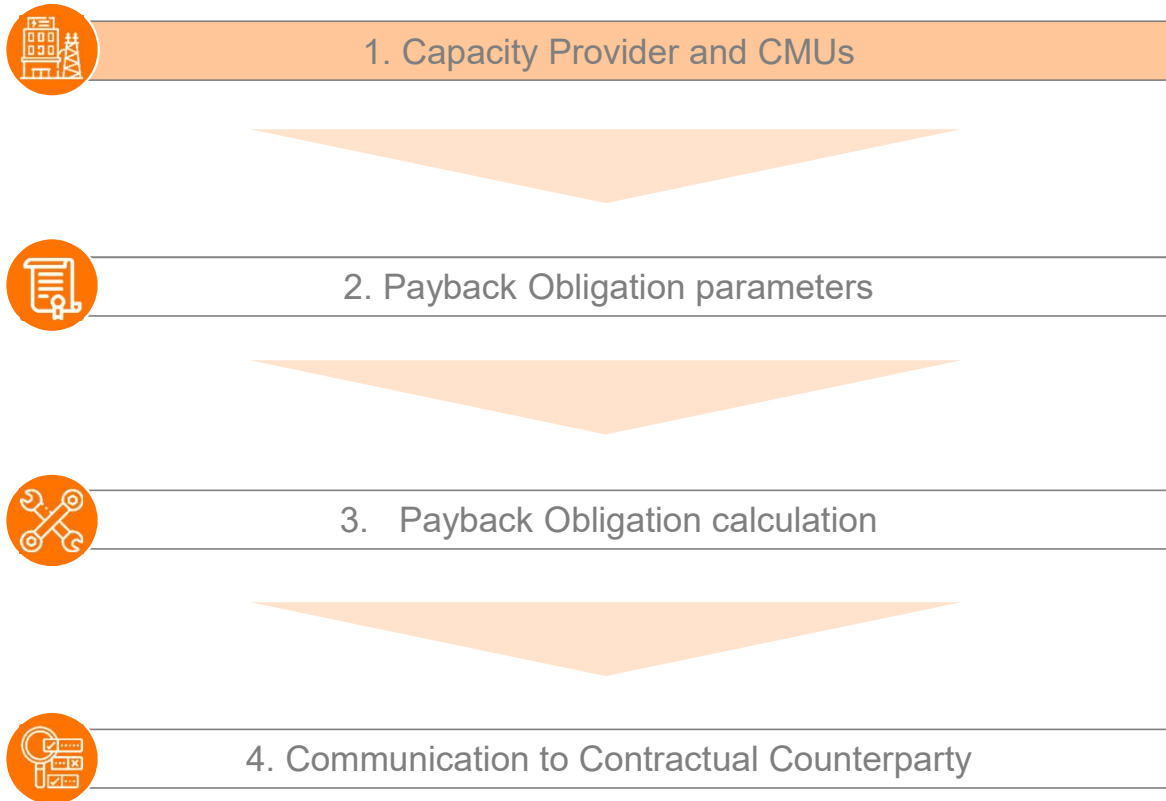 1. Capacity Provider and CMUs
2. Payback Obligation parameters
3. Payback Obligation calculation
4. Communication to Contractual Counterparty